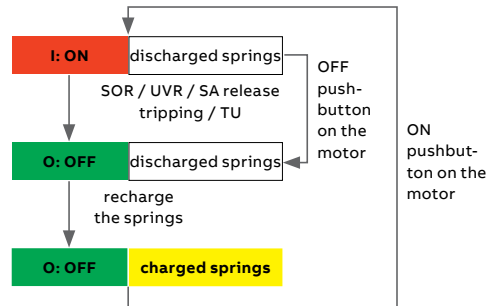 I: ON discharged springs
SOR / UVR / SA release
tripping / TU
OFF
push-
button
on the
motor
ON
pushbut-
ton on the
motor
O: OFF discharged springs
recharge
the springs
O: OFF charged springs